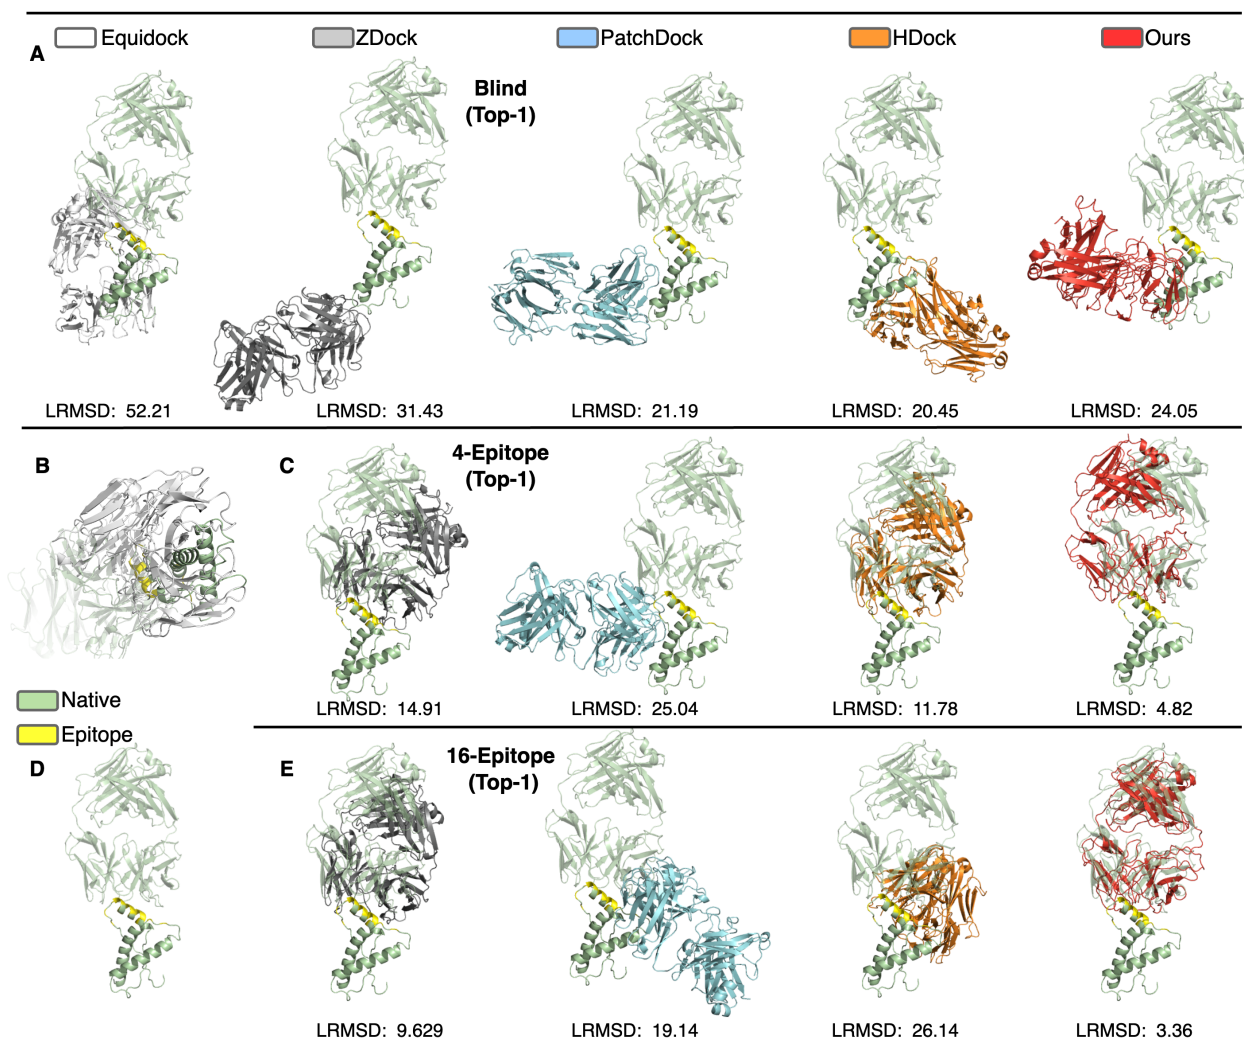 Equidock
ZDock
PatchDock
HDock
Ours
A
Blind
(Top-1)
LRMSD: 52.21
LRMSD: 31.43
LRMSD: 21.19
LRMSD: 20.45
LRMSD: 24.05
B
C
4-Epitope
(Top-1)
LRMSD: 14.91
LRMSD: 25.04
LRMSD: 11.78
LRMSD: 4.82
Native
Epitope
D
E
16-Epitope
(Top-1)
LRMSD: 9.629
LRMSD: 19.14
LRMSD: 26.14
LRMSD: 3.36